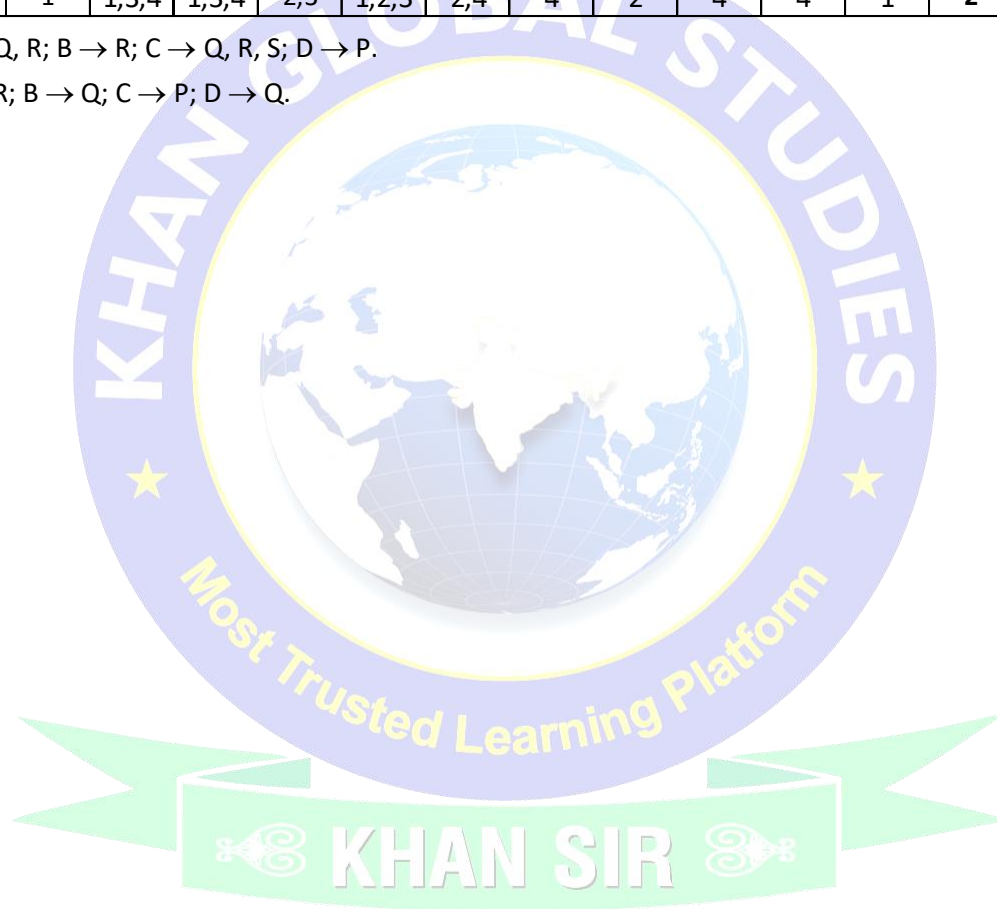 1 1,3,4 1,3,4 2,3 1,2,3 2,4 4 2 4 4 1 2
Q, R; B → R; C → Q, R, S; D → P.
R; B → Q; C → P; D → Q.
KHAN GLOBAL STUDIES
Most Trusted Learning Platform
KHAN SIR